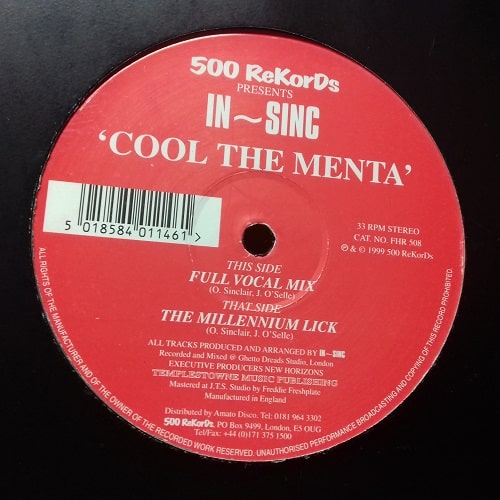 500 ReKorDs
PRESENTS
IN~SINC
'COOL THE MENTA'
5 018584 011461 >
33 RPM STEREO
CAT. NO. FHR 508
℗ & © 1999 500 ReKorDs
THIS SIDE
FULL VOCAL MIX
(O. Sinclair, J. O'Selle)
THAT SIDE
THE MILLENNIUM LICK
(O. Sinclair, J. O'Selle)
ALL TRACKS PRODUCED AND ARRANGED BY IN~SINC
Recorded and Mixed @ Ghetto Dreads Studio, London
EXECUTIVE PRODUCERS NEW HORIZONS
TEMPLESTOWNE MUSIC PUBLISHING
Mastered at J.T.S. Studio by Freddie Freshplate
Manufactured in England
Distributed by Amato Disco. Tel: 0181 964 3302
500 ReKorDs. PO Box 9499, London, E5 OUG
Tel/Fax: +44 (0)171 375 1500
ALL RIGHTS OF THE MANUFACTURER AND OF THE OWNER OF THE RECORDED WORK RESERVED. UNAUTHORISED PERFORMANCE BROADCASTING AND COPYING OF THIS RECORD PROHIBITED.